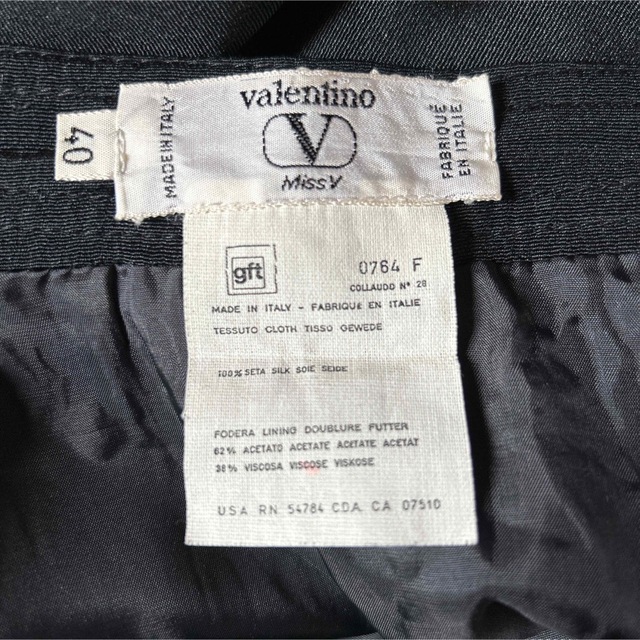 40
MADE IN ITALY
valentino
V
Miss V
FABRIQUÉ
EN ITALIE
gft
0764 F
COLLAUDO Nº 28
MADE IN ITALY - FABRIQUE EN ITALIE
TESSUTO CLOTH TISSO GEWEDE
100% SETA SILK SOIE SEIDE
FODERA LINING DOUBLURE FUTTER
62% ACETATO ACETATE ACETATE ACETAT
38% VISCOSA VISCOSE VISKOSE
U.S.A. RN. 54784 C.D.A. CA. 07510